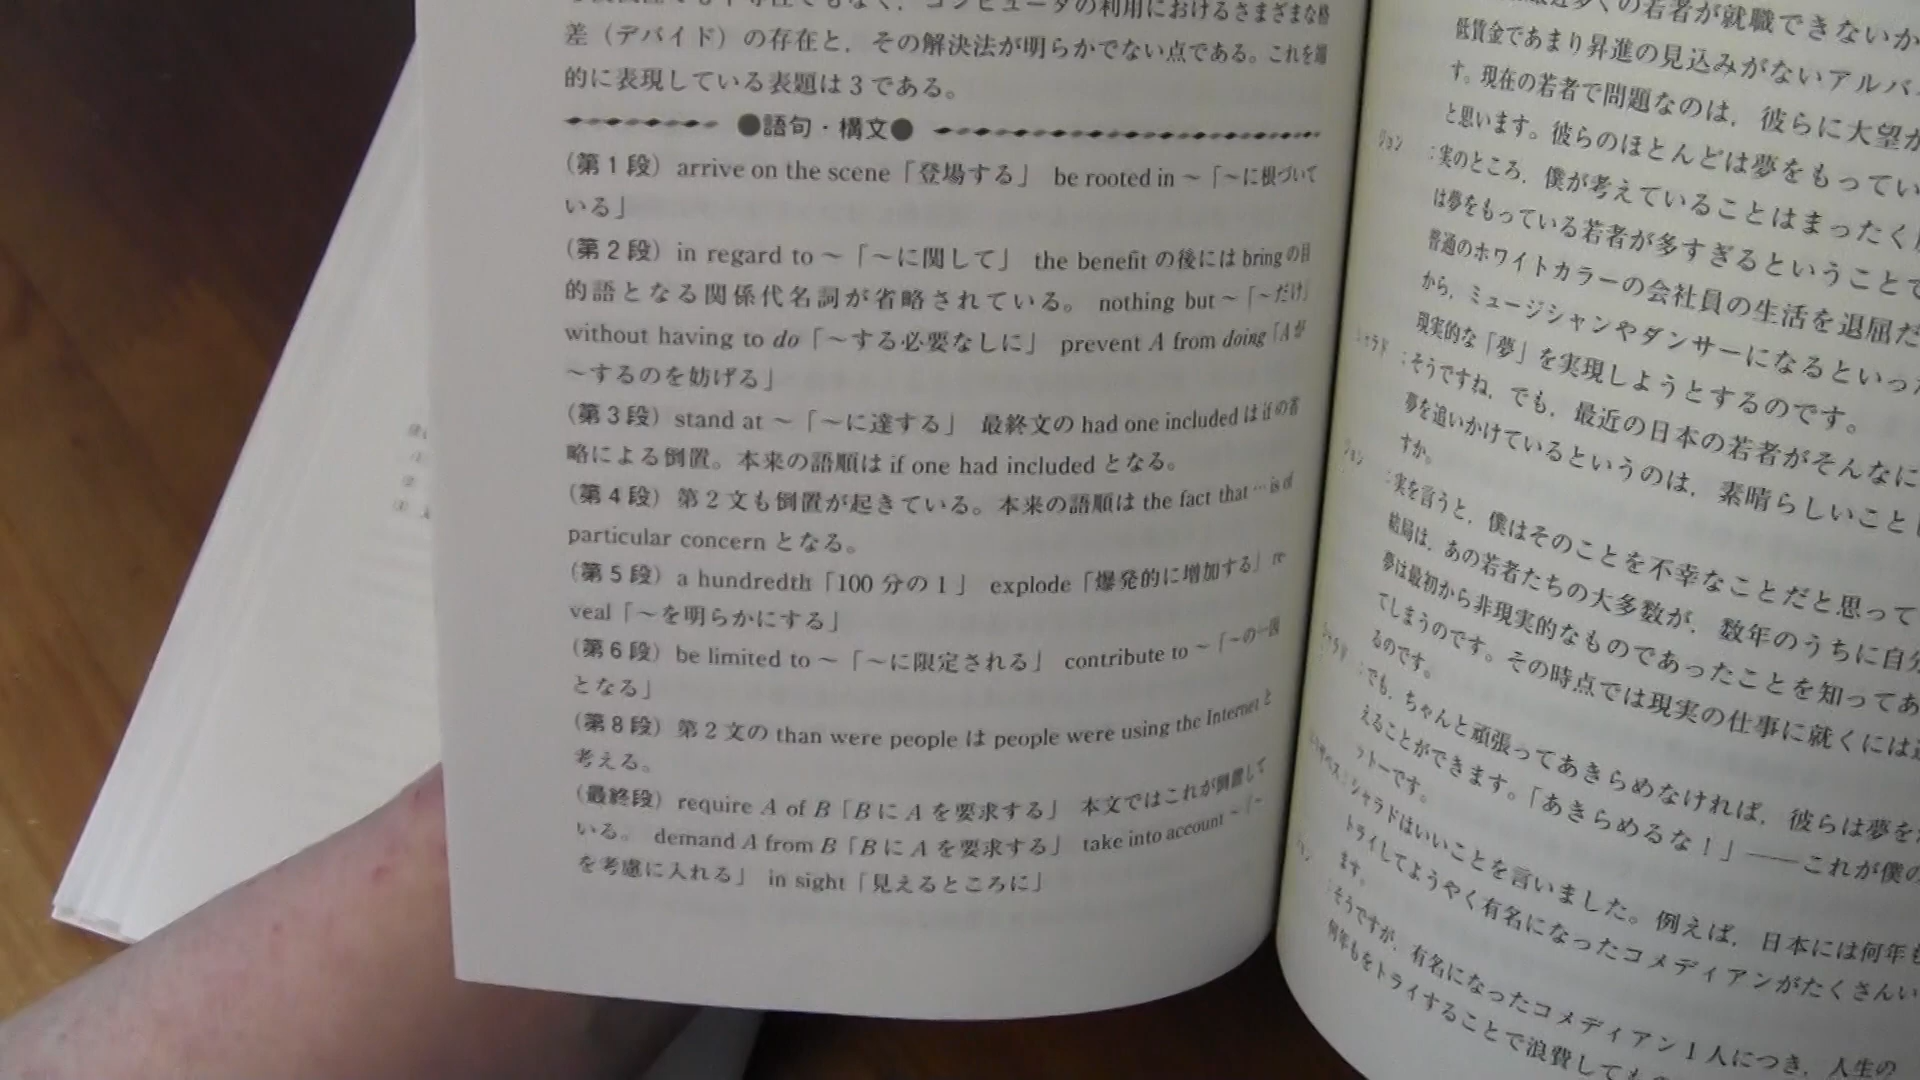 差（デバイド）の存在と，その解決法が明らかでない点である。これを端
的に表現している表題は3である。
●語句・構文●
（第1段）arrive on the scene「登場する」 be rooted in ～「～に根づいて
いる」
（第2段）in regard to ～「～に関して」 the benefit の後には bring の目
的語となる関係代名詞が省略されている。 nothing but ～「～だけ」
without having to do「～する必要なしに」 prevent A from doing「A が
～するのを妨げる」
（第3段）stand at ～「～に達する」 最終文の had one included は if の省
略による倒置。本来の語順は if one had included となる。
（第4段）第2文も倒置が起きている。本来の語順は the fact that … is of
particular concern となる。
（第5段）a hundredth「100 分の 1」 explode「爆発的に増加する」 re-
veal「～を明らかにする」
（第6段）be limited to ～「～に限定される」 contribute to ～「～の一因
となる」
（第8段）第2文の than were people は people were using the Internet と
考える。
（最終段）require A of B「B に A を要求する」 本文ではこれが倒置して
いる。 demand A from B「B に A を要求する」 take into account ～「～
を考慮に入れる」 in sight「見えるところに」
の若者が就職できないか
低賃金であまり昇進の見込みがないアルバ
す。現在の若者で問題なのは，彼らに大望が
と思います。彼らのほとんどは夢をもってい
ジョン：実のところ，僕が考えていることはまったく
は夢をもっている若者が多すぎるということで
普通のホワイトカラーの会社員の生活を退屈だ
から，ミュージシャンやダンサーになるといった
現実的な「夢」を実現しようとするのです。
シャラド：そうですね，でも，最近の日本の若者がそんなに
夢を追いかけているというのは，素晴らしいこと
すか。
ジョン：実を言うと，僕はそのことを不幸なことだと思って
結局は，あの若者たちの大多数が，数年のうちに自分
夢は最初から非現実的なものであったことを知ってあ
てしまうのです。その時点では現実の仕事に就くには
るのです。
シャラド：でも，ちゃんと頑張ってあきらめなければ，彼らは夢を
えることができます。「あきらめるな！」――これが僕の
ットーです。
：シャラドはいいことを言いました。例えば，日本には何年も
トライしてようやく有名になったコメディアンがたくさんい
ます。
ジョン：そうですが，有名になったコメディアン1人につき，人生の
何年もをトライすることで浪費しても